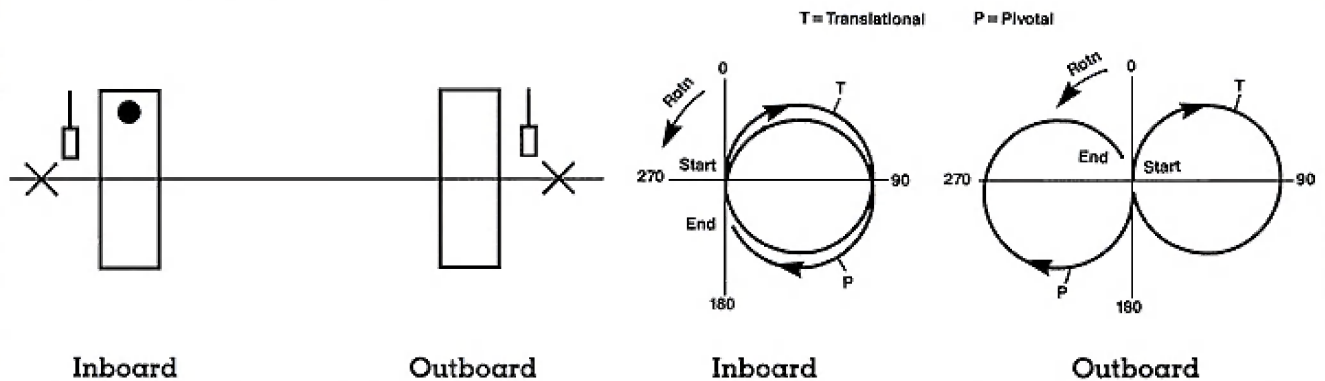 T = Translational P = Pivotal
0
Rotn
T
Start
270
90
End
P
180
0
Rotn
T
End
Start
270
90
P
180
Inboard Outboard Inboard Outboard